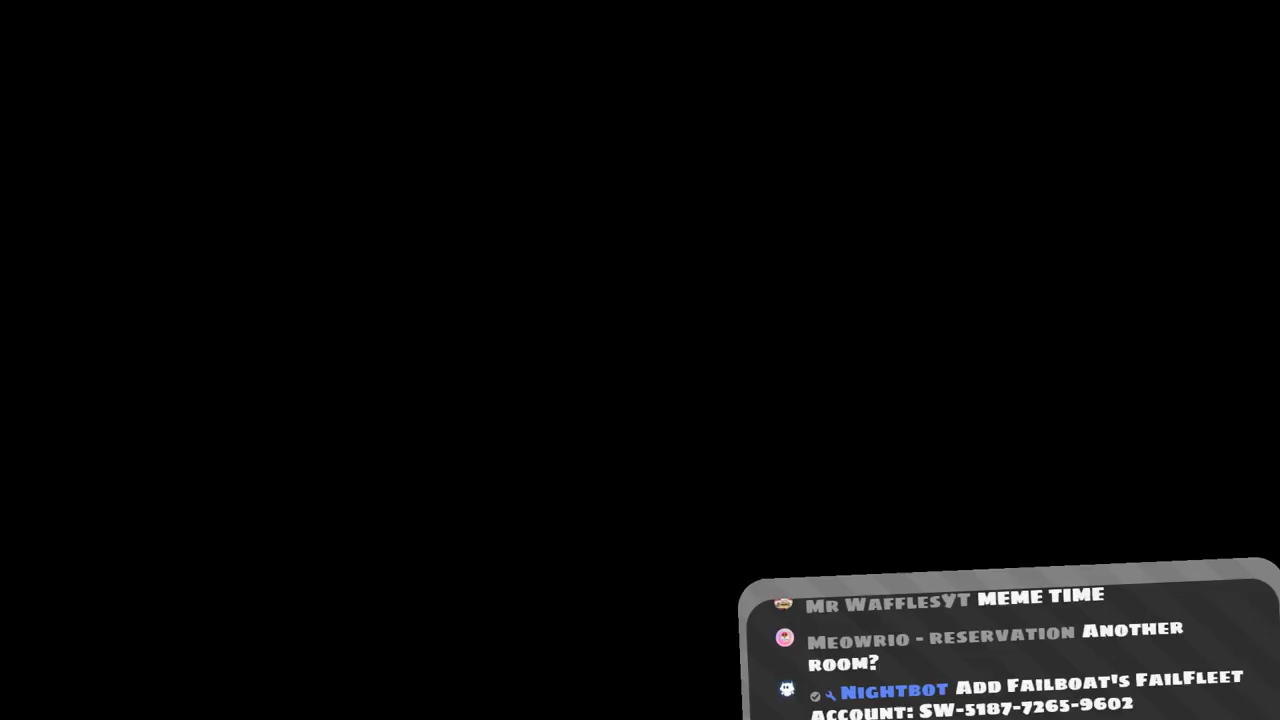 Mr WafflesYT MEME TIME
Meowrio - reservation Another
room?
Nightbot Add Failboat's FailFleet
Account: SW-5187-7265-9602